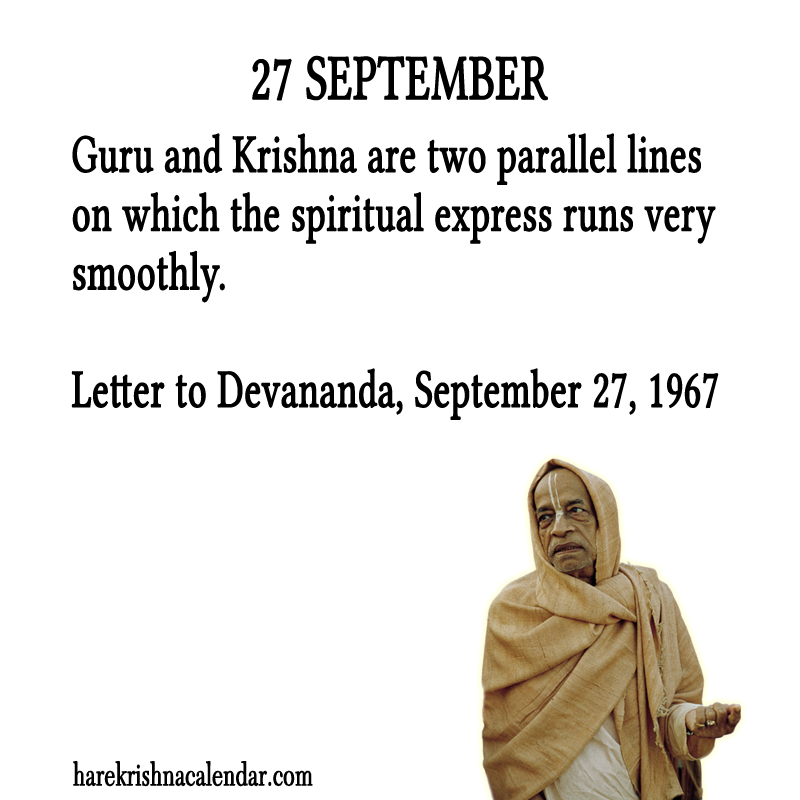 27 SEPTEMBER
Guru and Krishna are two parallel lines
on which the spiritual express runs very
smoothly.
Letter to Devananda, September 27, 1967
harekrishnacalendar.com